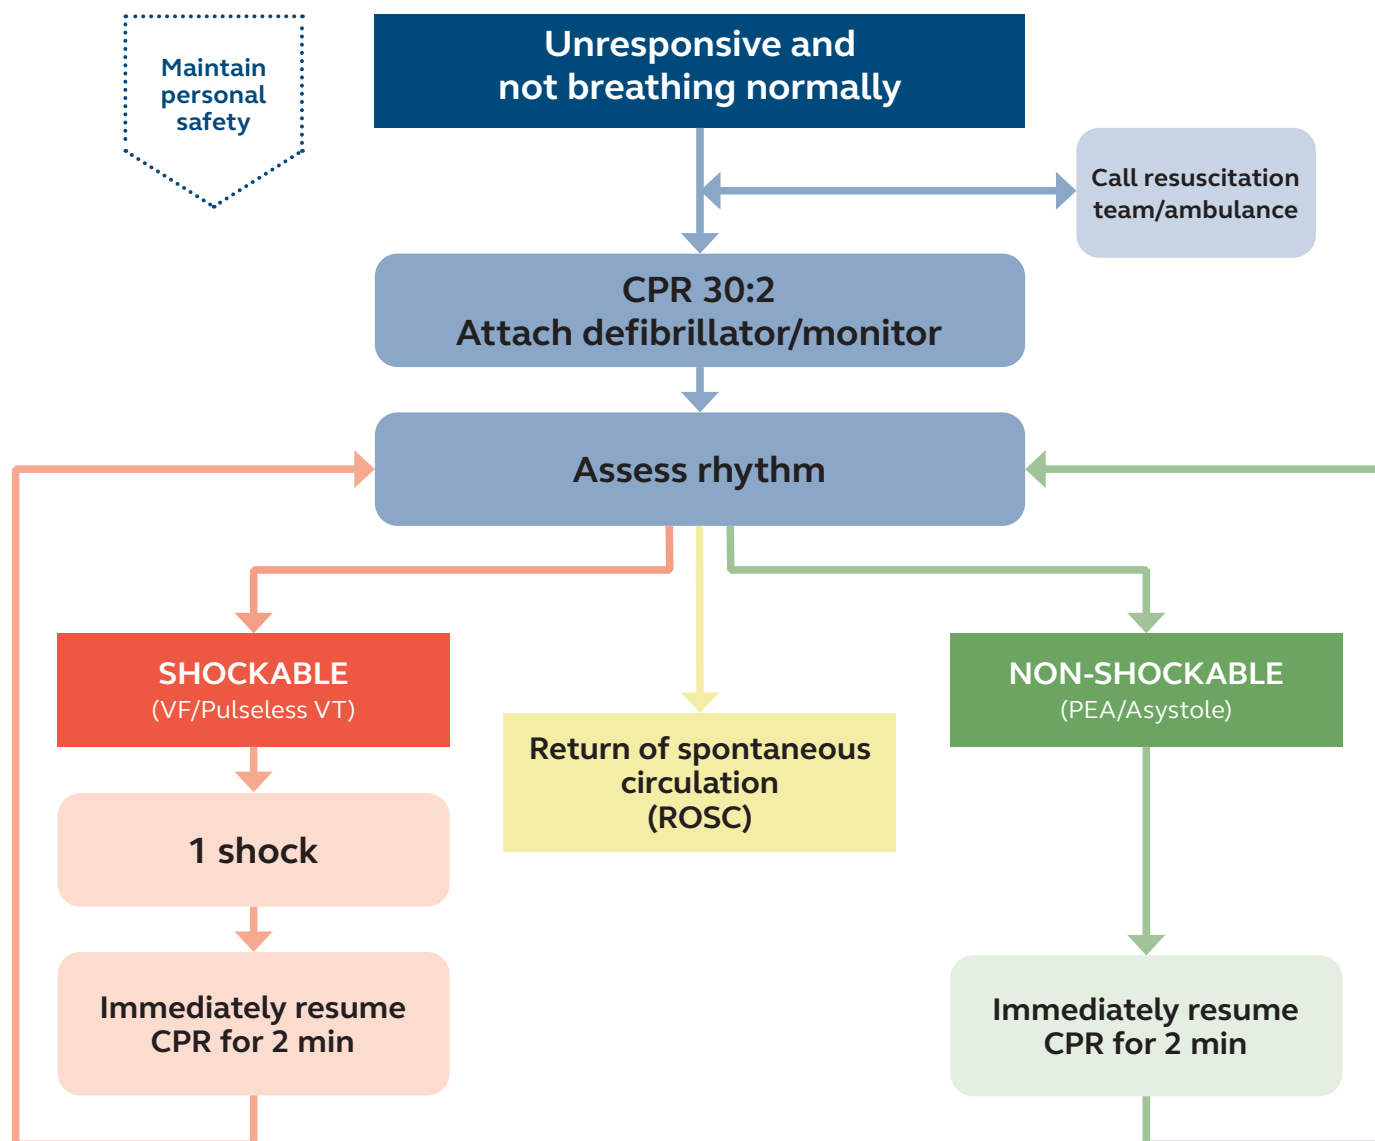 Maintain
personal
safety
Unresponsive and
not breathing normally
Call resuscitation
team/ambulance
CPR 30:2
Attach defibrillator/monitor
Assess rhythm
SHOCKABLE
(VF/Pulseless VT)
1 shock
Immediately resume
CPR for 2 min
Return of spontaneous
circulation
(ROSC)
NON-SHOCKABLE
(PEA/Asystole)
Immediately resume
CPR for 2 min